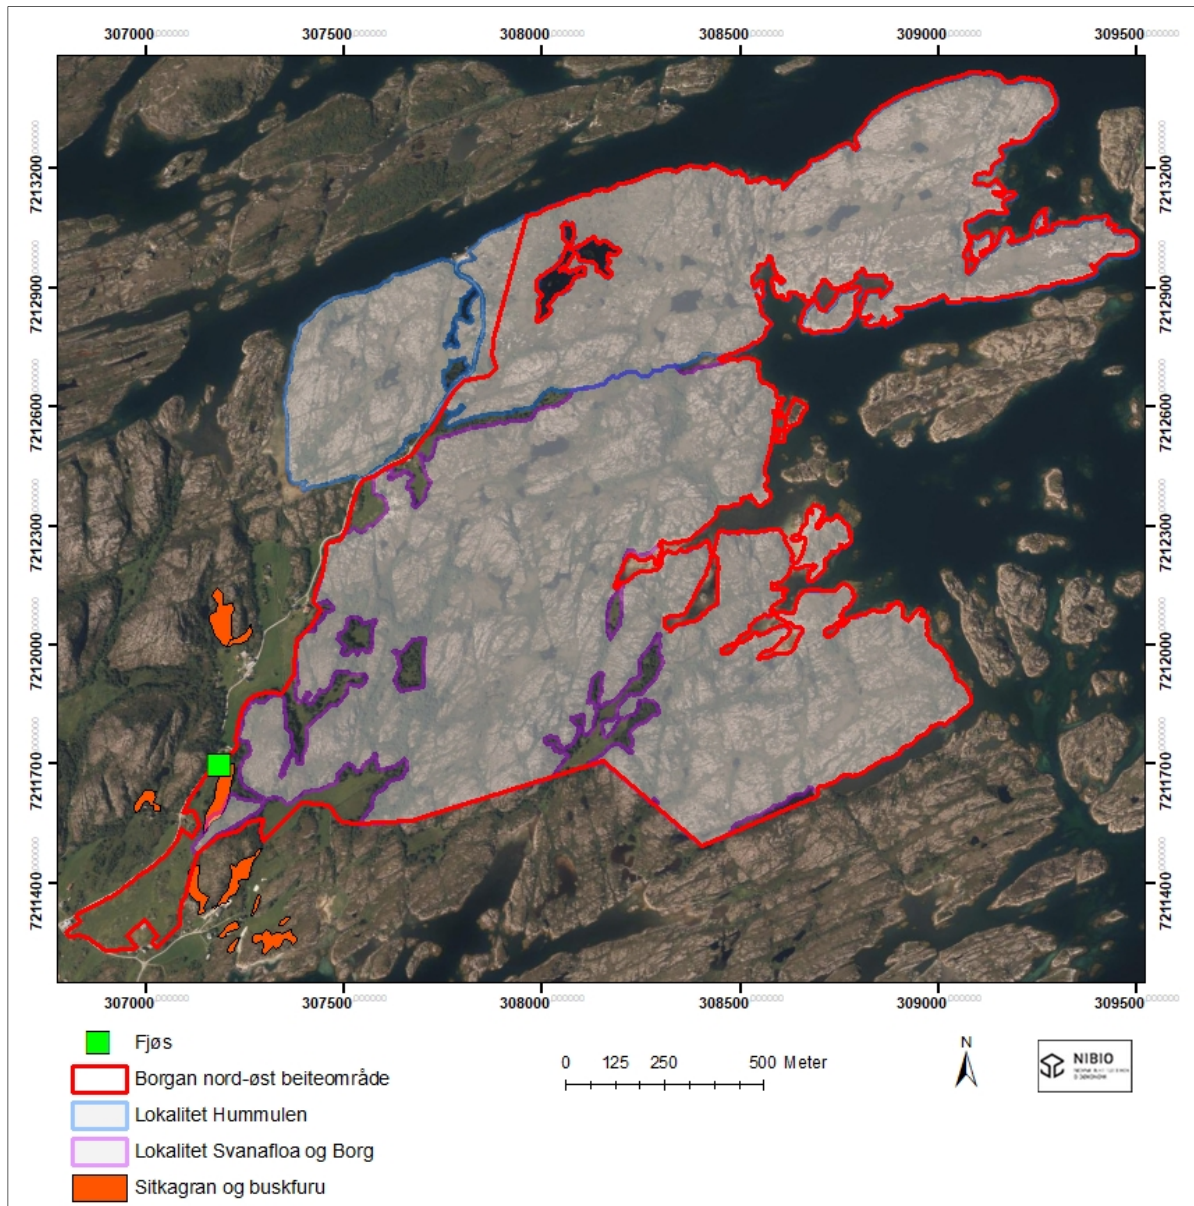 307000 307500 308000 308500 309000 309500
7213200 7213200
7212900 7212900
7212600 7212600
7212300 7212300
7212000 7212000
7211700 7211700
7211400 7211400
307000 307500 308000 308500 309000 309500
Fjøs
Borgan nord-øst beiteområde
Lokalitet Hummulen
Lokalitet Svanafloa og Borg
Sitkagran og buskfuru
0 125 250 500 Meter
N
NIBIO